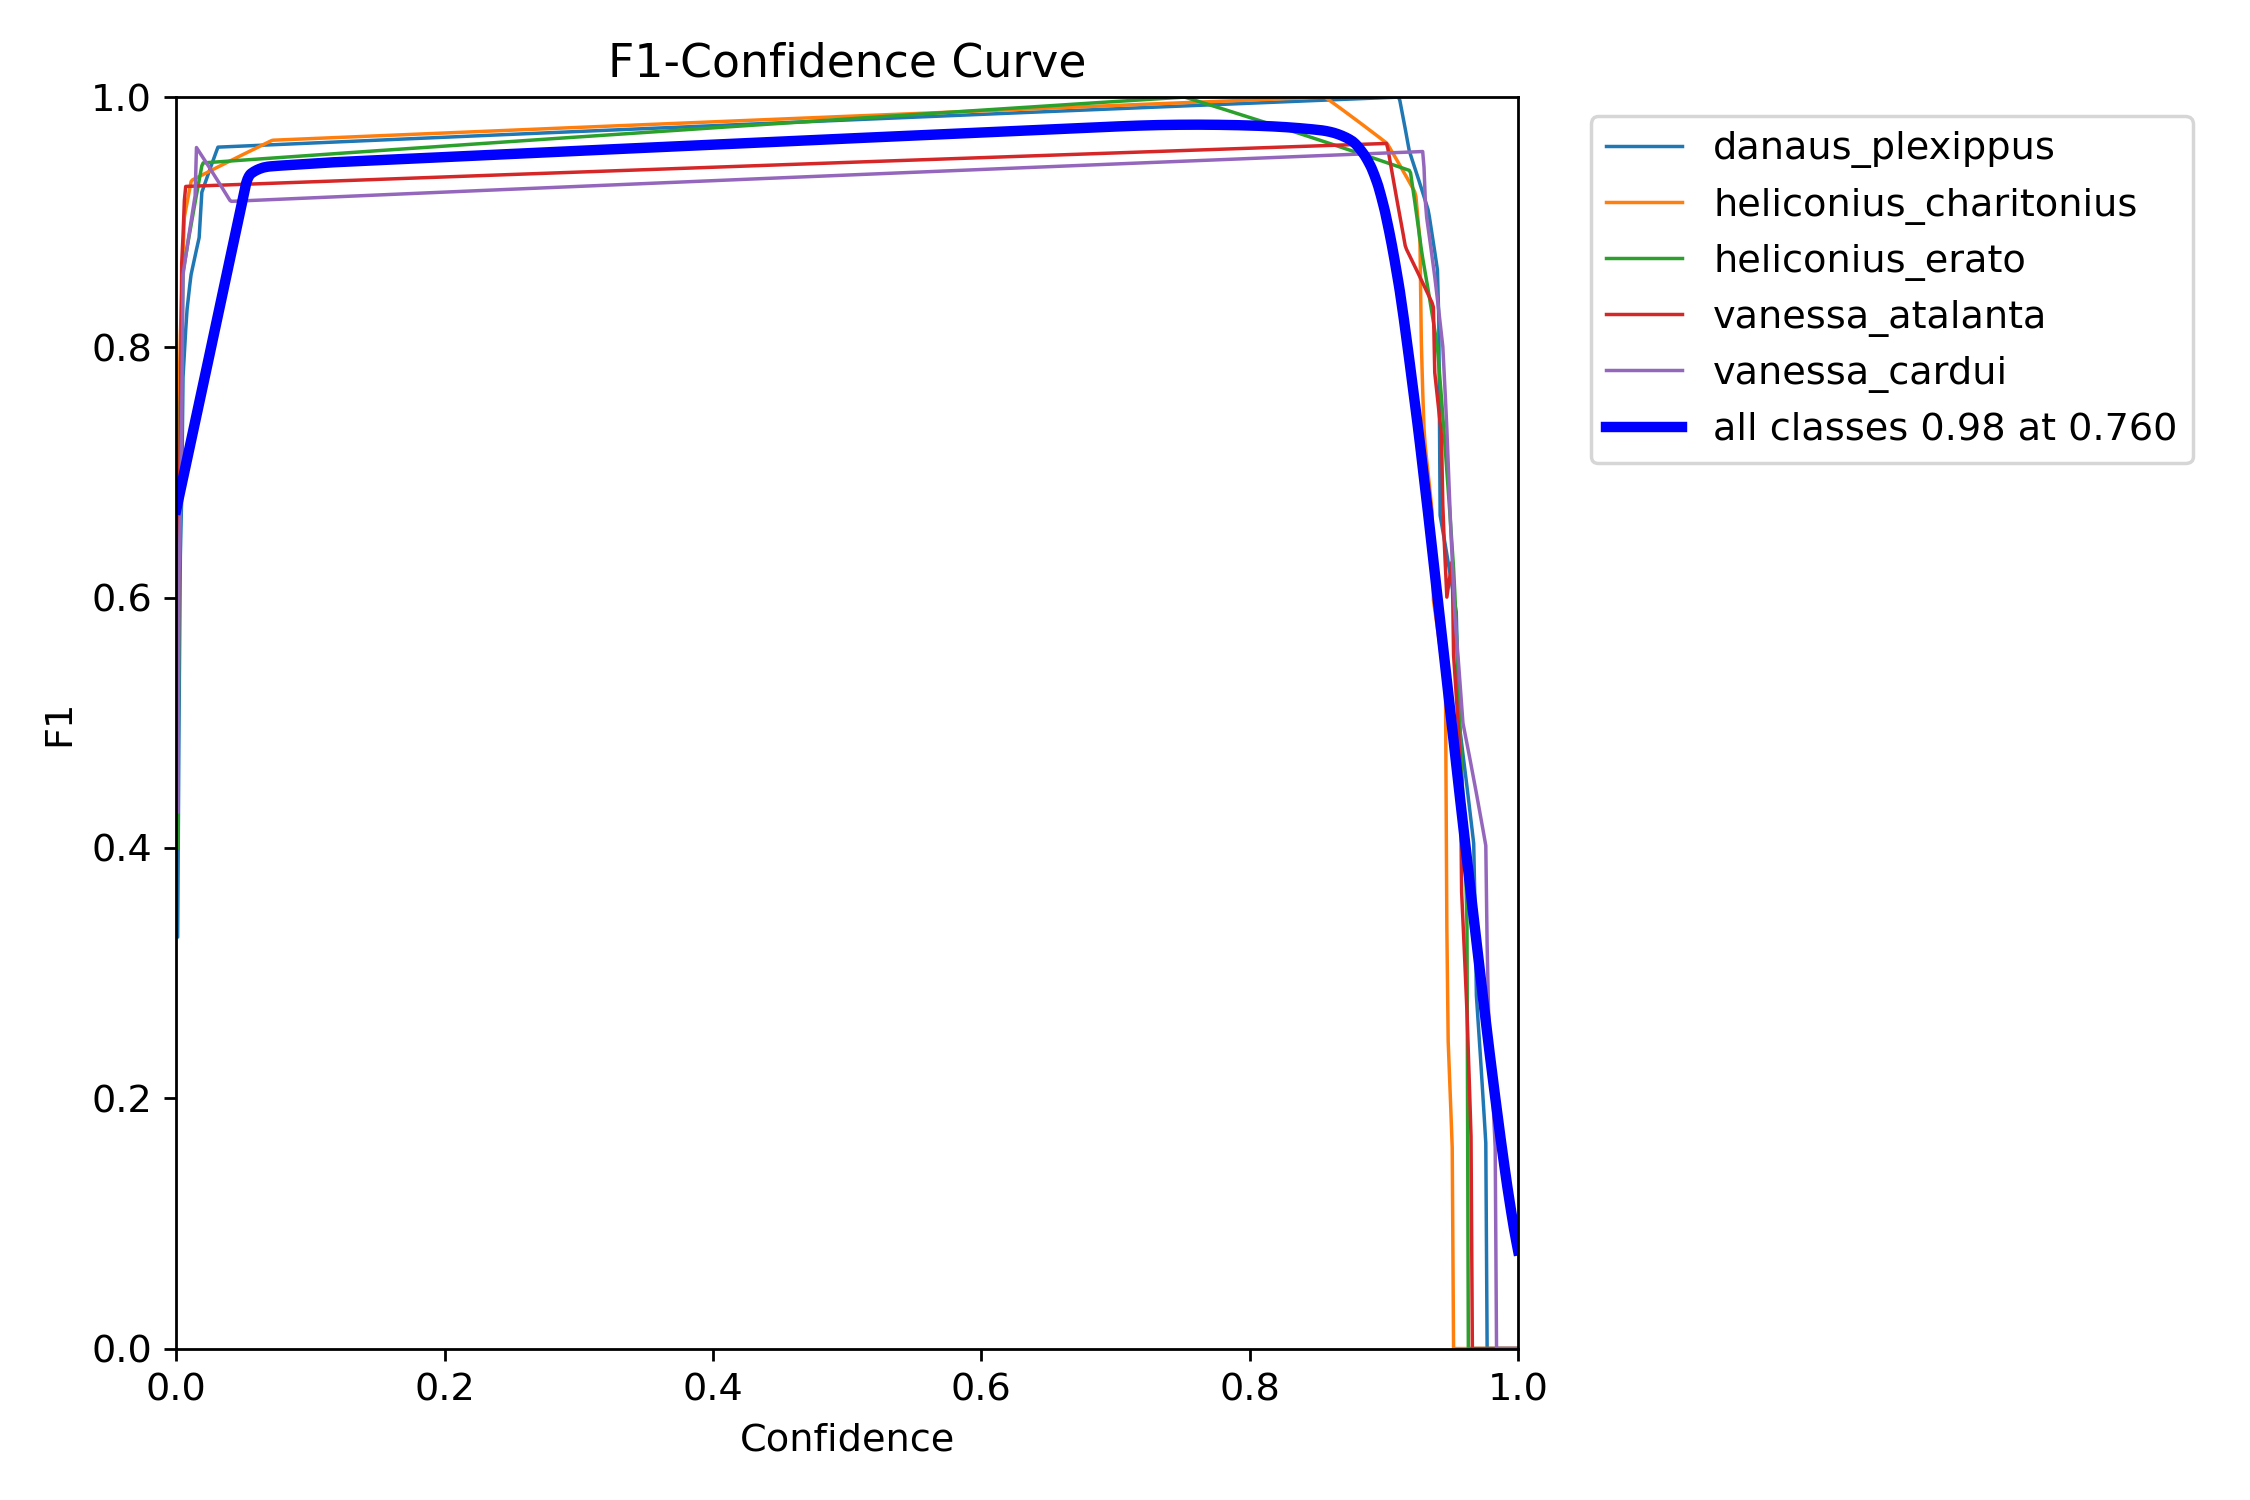 F1-Confidence Curve
1.0
0.8
0.6
0.4
0.2
0.0
F1
0.0 0.2 0.4 0.6 0.8 1.0
Confidence
danaus_plexippus
heliconius_charitonius
heliconius_erato
vanessa_atalanta
vanessa_cardui
all classes 0.98 at 0.760